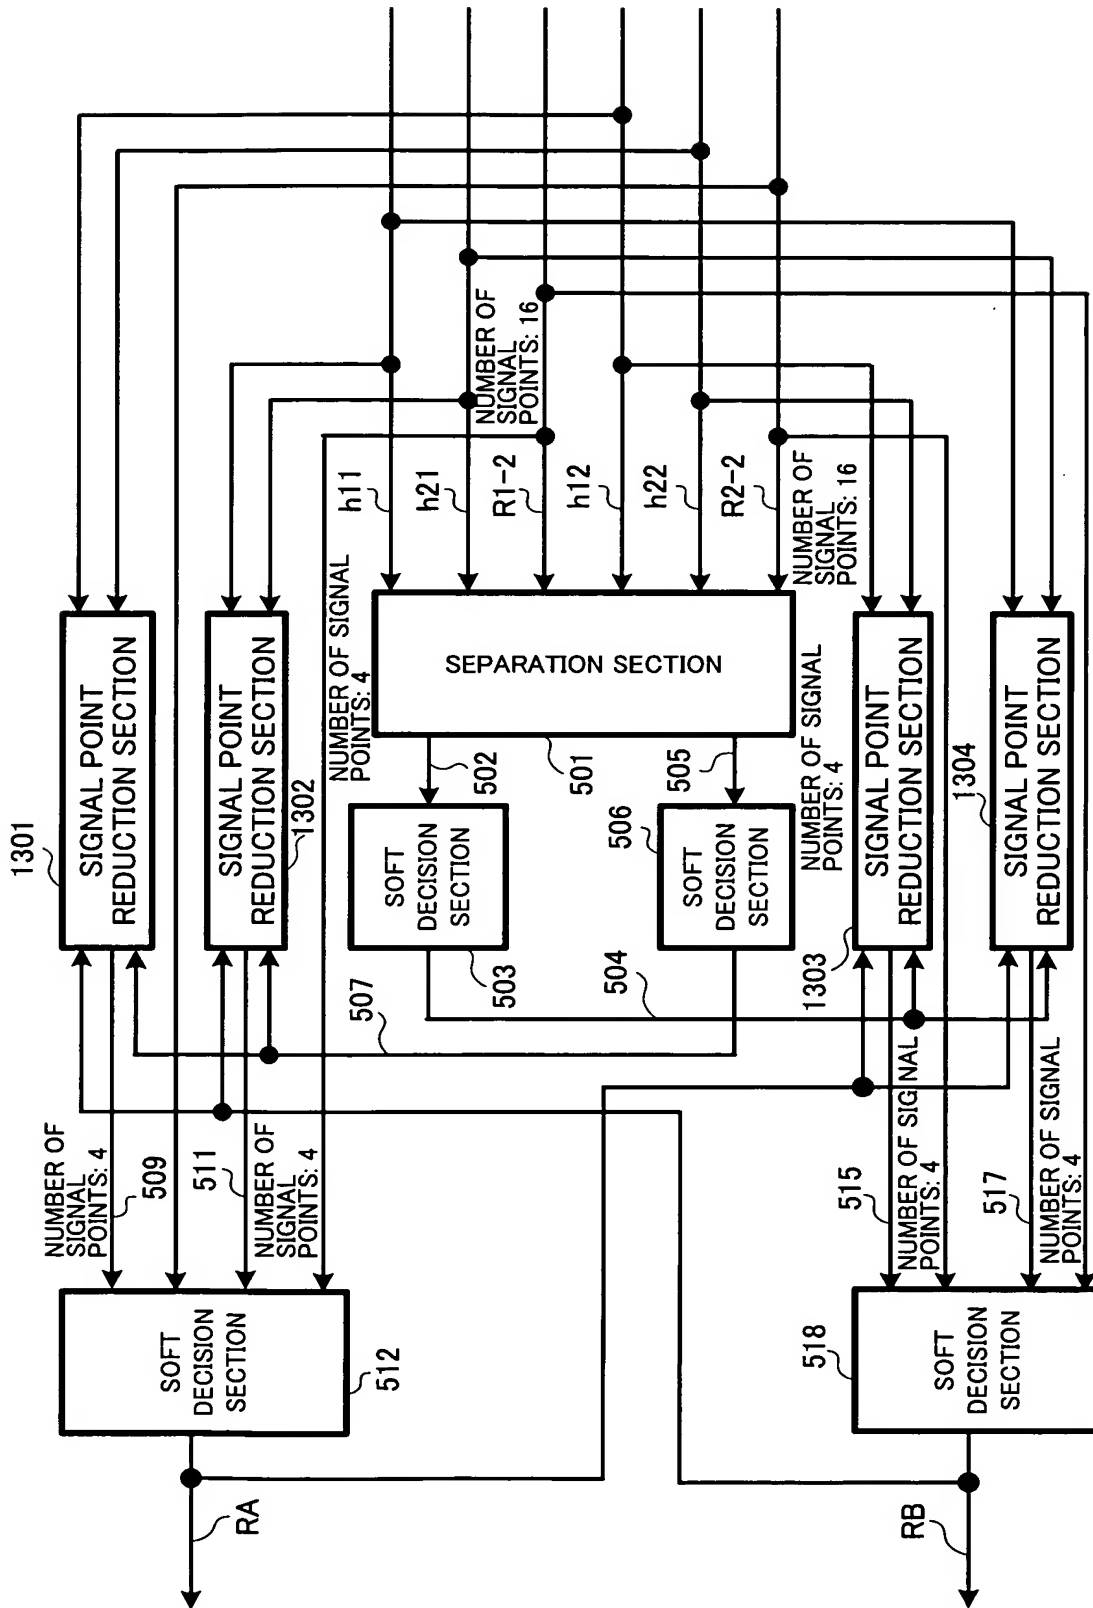 1301
SIGNAL POINT
REDUCTION SECTION
SIGNAL POINT
REDUCTION SECTION
1302
NUMBER OF
SIGNAL
POINTS: 4
509
511
NUMBER OF
SIGNAL
POINTS: 4
SOFT
DECISION
SECTION
512
RA
NUMBER OF SIGNAL
POINTS: 4
h11
h21
R1-2
h12
h22
R2-2
NUMBER OF
SIGNAL
POINTS: 16
NUMBER OF
SIGNAL
POINTS: 16
SEPARATION SECTION
501
502
505
SOFT
DECISION
SECTION
503
SOFT
DECISION
SECTION
506
507
504
NUMBER OF SIGNAL
POINTS: 4
1303
SIGNAL POINT
REDUCTION SECTION
1304
SIGNAL POINT
REDUCTION SECTION
515
NUMBER OF SIGNAL
POINTS: 4
517
NUMBER OF SIGNAL
POINTS: 4
518
SOFT
DECISION
SECTION
RB